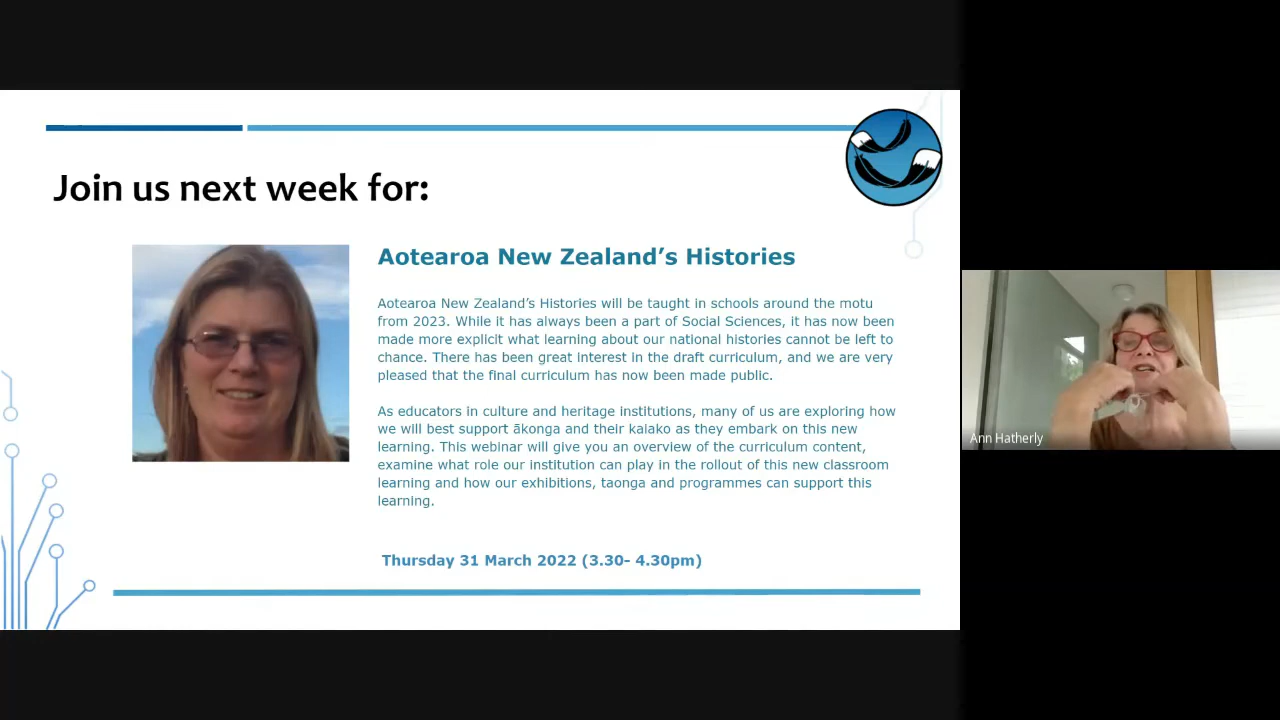 Join us next week for:
Aotearoa New Zealand's Histories
Aotearoa New Zealand's Histories will be taught in schools around the motu
from 2023. While it has always been a part of Social Sciences, it has now been
made more explicit what learning about our national histories cannot be left to
chance. There has been great interest in the draft curriculum, and we are very
pleased that the final curriculum has now been made public.
As educators in culture and heritage institutions, many of us are exploring how
we will best support ākonga and their kaiako as they embark on this new
learning. This webinar will give you an overview of the curriculum content,
examine what role our institution can play in the rollout of this new classroom
learning and how our exhibitions, taonga and programmes can support this
learning.
Thursday 31 March 2022 (3.30- 4.30pm)
Ann Hatherly